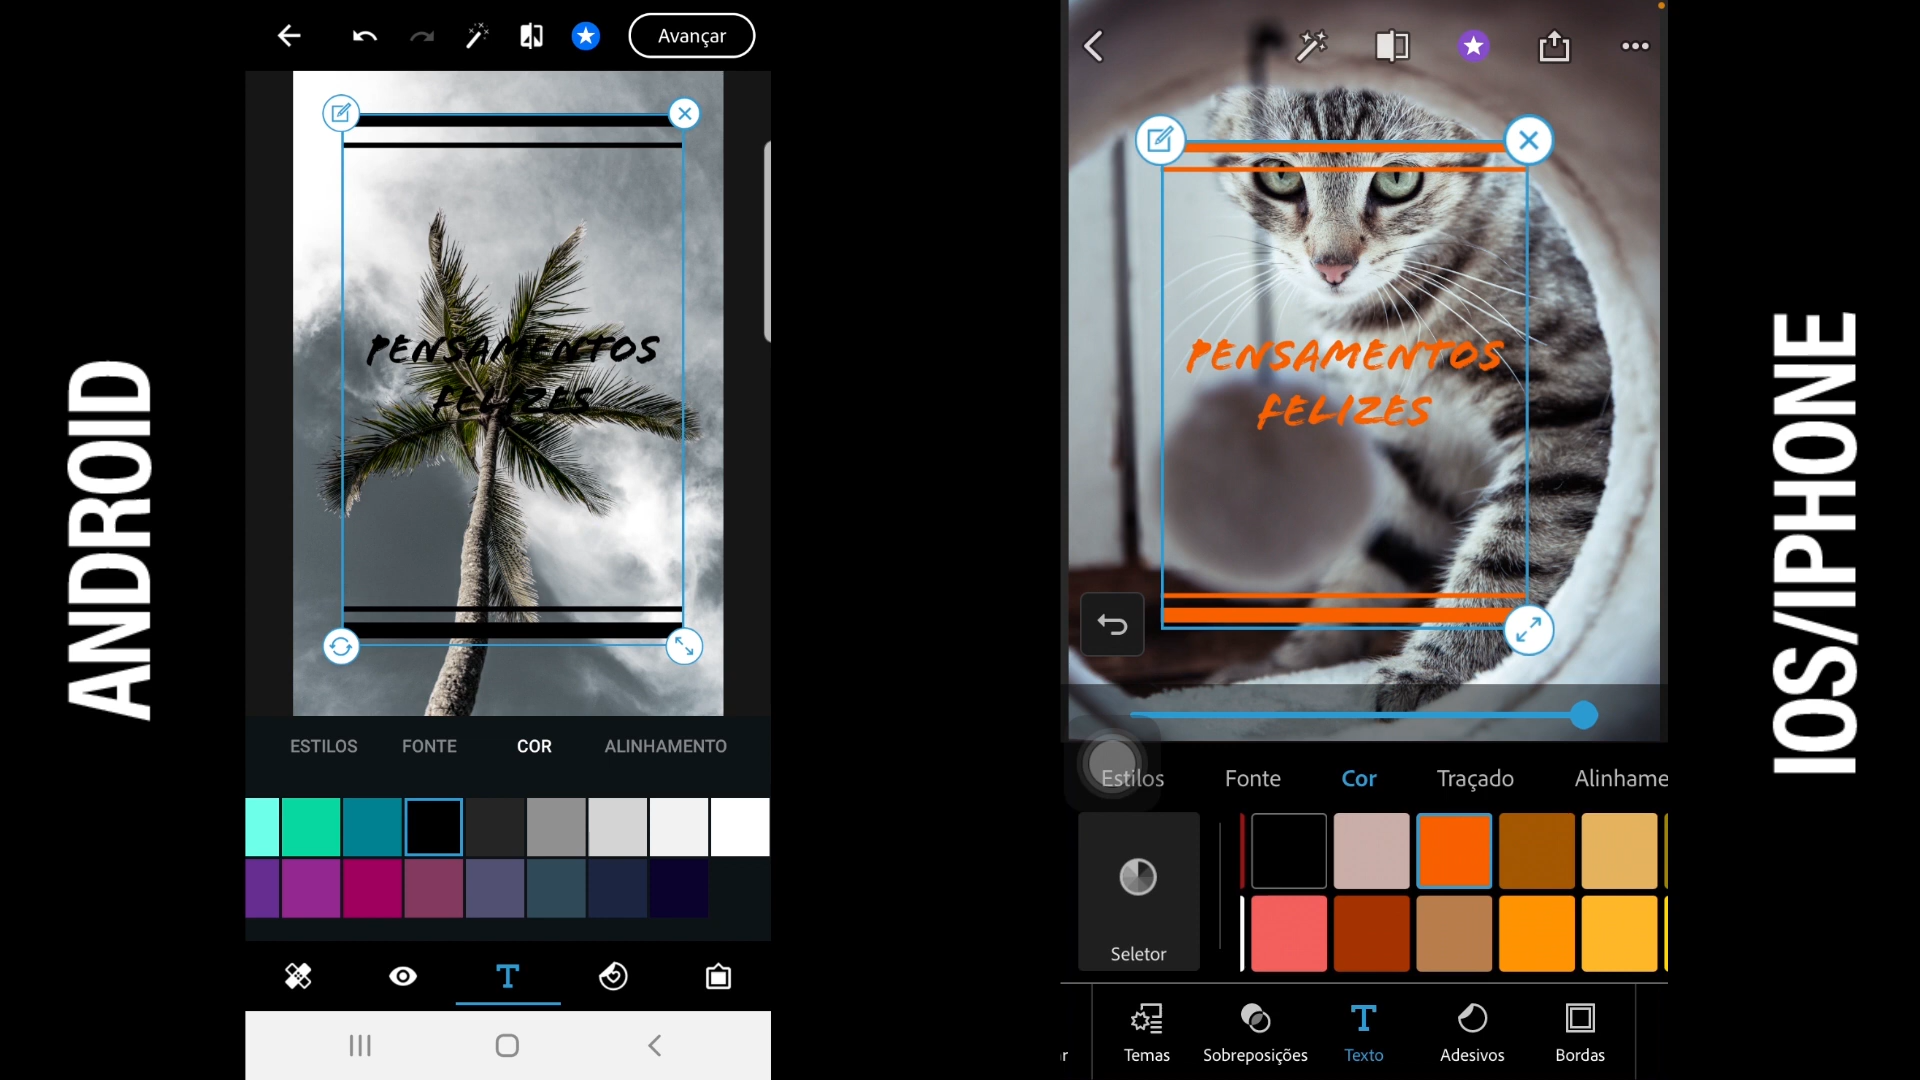 ANDROID
Avançar
PENSAMENTOS
FELIZES
ESTILOS FONTE COR ALINHAMENTO
PENSAMENTOS
FELIZES
Estilos Fonte Cor Traçado Alinhame
Seletor
Temas Sobreposições Texto Adesivos Bordas
IOS/IPHONE